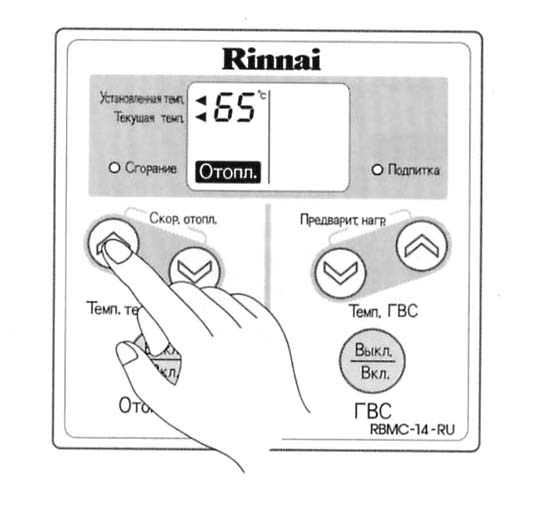 Rinnai
Установленная темп.
Текущая темп.
65 °C
Сгорание
Отопл.
Подпитка
Скор. отопл.
Предварит. нагр.
Темп.
Темп. ГВС
Выкл.
Вкл.
ГВС
RBMC-14-RU